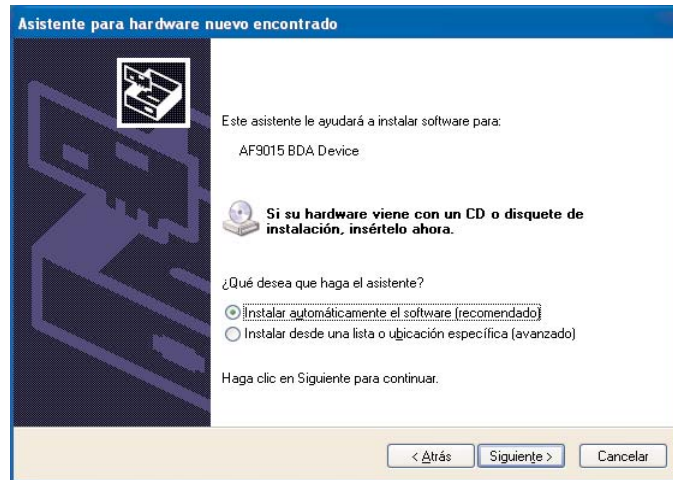 Asistente para hardware nuevo encontrado
Este asistente le ayudará a instalar software para:
AF9015 BDA Device
Si su hardware viene con un CD o disquete de
instalación, insértelo ahora.
¿Qué desea que haga el asistente?
Instalar automáticamente el software (recomendado)
Instalar desde una lista o ubicación específica (avanzado)
Haga clic en Siguiente para continuar.
< Atrás Siguiente > Cancelar